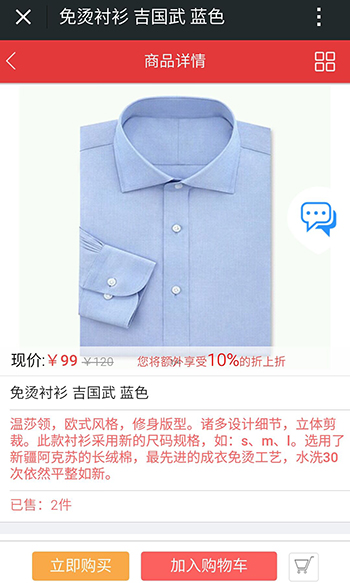 免烫衬衫 吉国武 蓝色
商品详情
现价:￥99 ￥120 您将额外享受10%的折上折
免烫衬衫 吉国武 蓝色
温莎领，欧式风格，修身版型。诸多设计细节，立体剪
裁。此款衬衫采用新的尺码规格，如：s、m、l。选用了
新疆阿克苏的长绒棉，最先进的成衣免烫工艺，水洗30
次依然平整如新。
已售：2件
立即购买 加入购物车